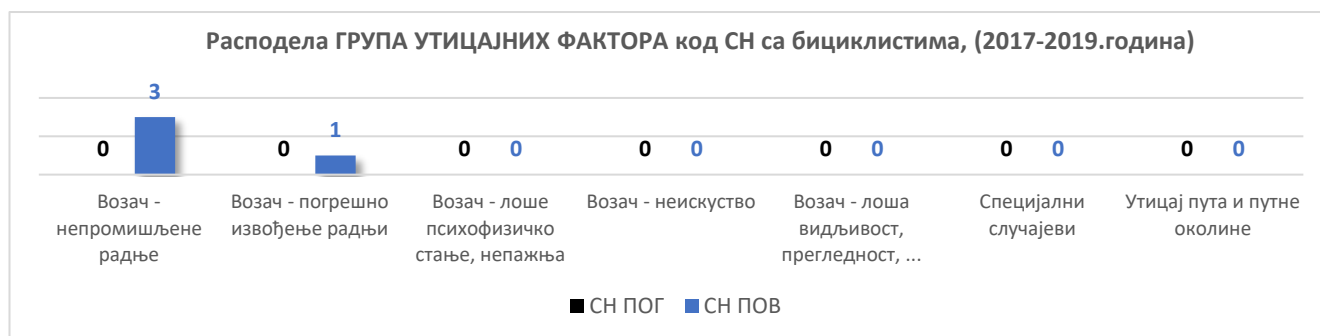 Расподела ГРУПА УТИЦАЈНИХ ФАКТОРА код СН са бициклистима, (2017-2019.година)
0 3 0 1 0 0 0 0 0 0 0 0 0 0
Возач - непромишљене радње
Возач - погрешно извођење радњи
Возач - лоше психофизичко стање, непажња
Возач - неискуство
Возач - лоша видљивост, прегледност, ...
Специјални случајеви
Утицај пута и путне околине
СН ПОГ СН ПОВ